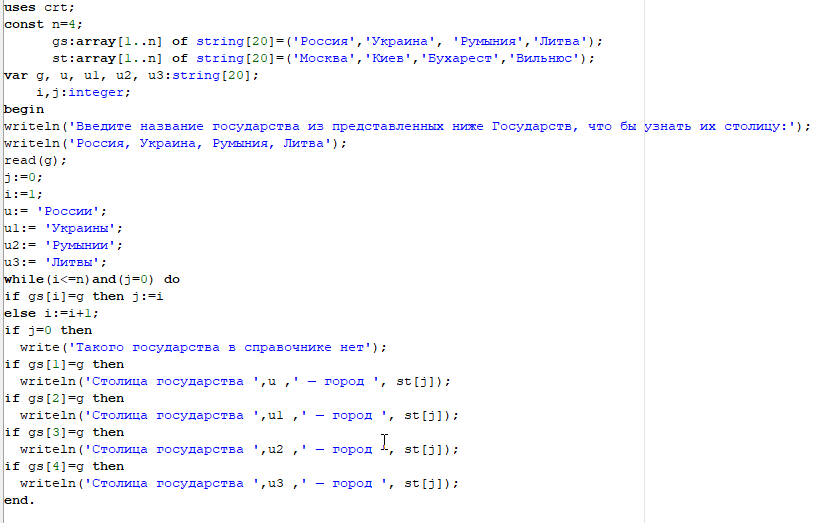 uses crt;
const n=4;
gs:array[1..n] of string[20]=('Россия','Украина', 'Румыния','Литва');
st:array[1..n] of string[20]=('Москва','Киев','Бухарест','Вильнюс');
var g, u, u1, u2, u3:string[20];
i,j:integer;
begin
writeln('Введите название государства из представленных ниже Государств, что бы узнать их столицу:');
writeln('Россия, Украина, Румыния, Литва');
read(g);
j:=0;
i:=1;
u:= 'России';
u1:= 'Украины';
u2:= 'Румынии';
u3:= 'Литвы';
while(i<=n)and(j=0) do
if gs[i]=g then j:=i
else i:=i+1;
if j=0 then
write('Такого государства в справочнике нет');
if gs[1]=g then
writeln('Столица государства ',u ,' – город ', st[j]);
if gs[2]=g then
writeln('Столица государства ',u1 ,' – город ', st[j]);
if gs[3]=g then
writeln('Столица государства ',u2 ,' – город ', st[j]);
if gs[4]=g then
writeln('Столица государства ',u3 ,' – город ', st[j]);
end.